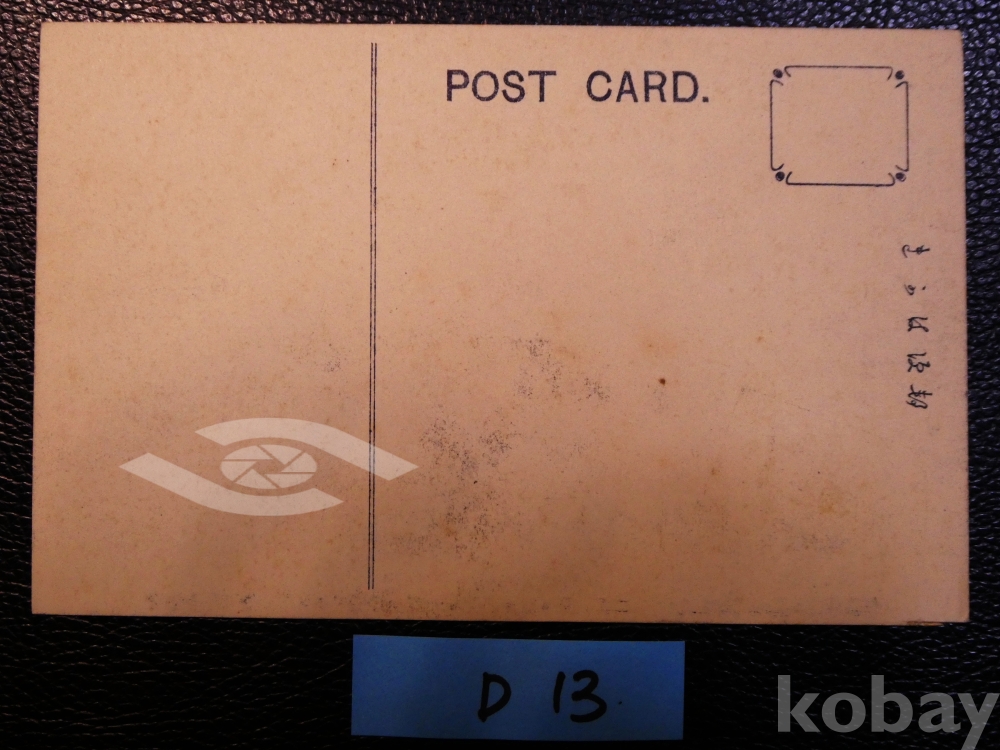 POST CARD.
D 13.
kobay